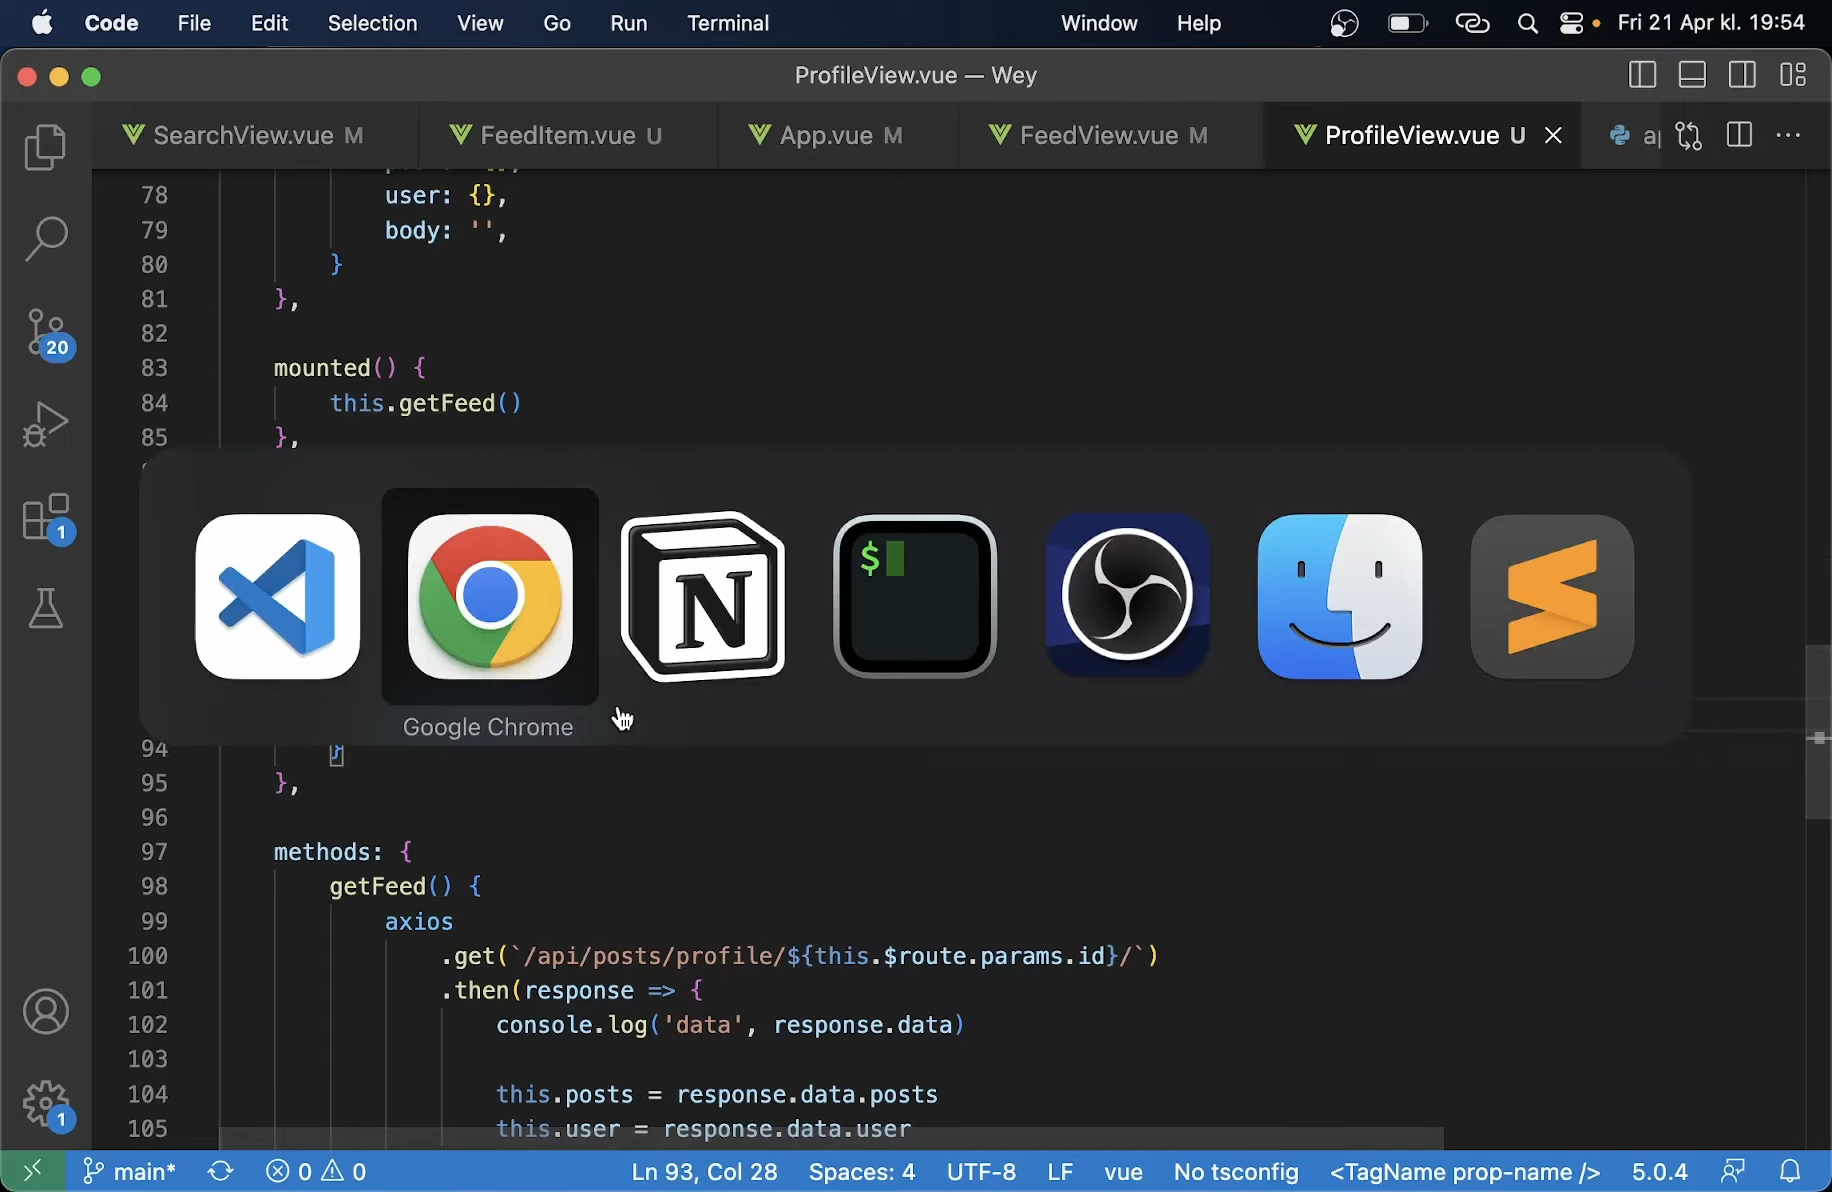 Code File Edit Selection View Go Run Terminal Window Help Fri 21 Apr kl. 19:54
ProfileView.vue — Wey
SearchView.vue M FeedItem.vue U App.vue M FeedView.vue M ProfileView.vue U
78 user: {},
79 body: '',
80 }
81 },
82
83 mounted() {
84 this.getFeed()
85 },
20
1
N
$
Google Chrome
94 }
95 },
96
97 methods: {
98 getFeed() {
99 axios
100 .get(`/api/posts/profile/${this.$route.params.id}/`)
101 .then(response => {
102 console.log('data', response.data)
103
104 this.posts = response.data.posts
105 this.user = response.data.user
1
main* 0 0 Ln 93, Col 28 Spaces: 4 UTF-8 LF vue No tsconfig <TagName prop-name /> 5.0.4